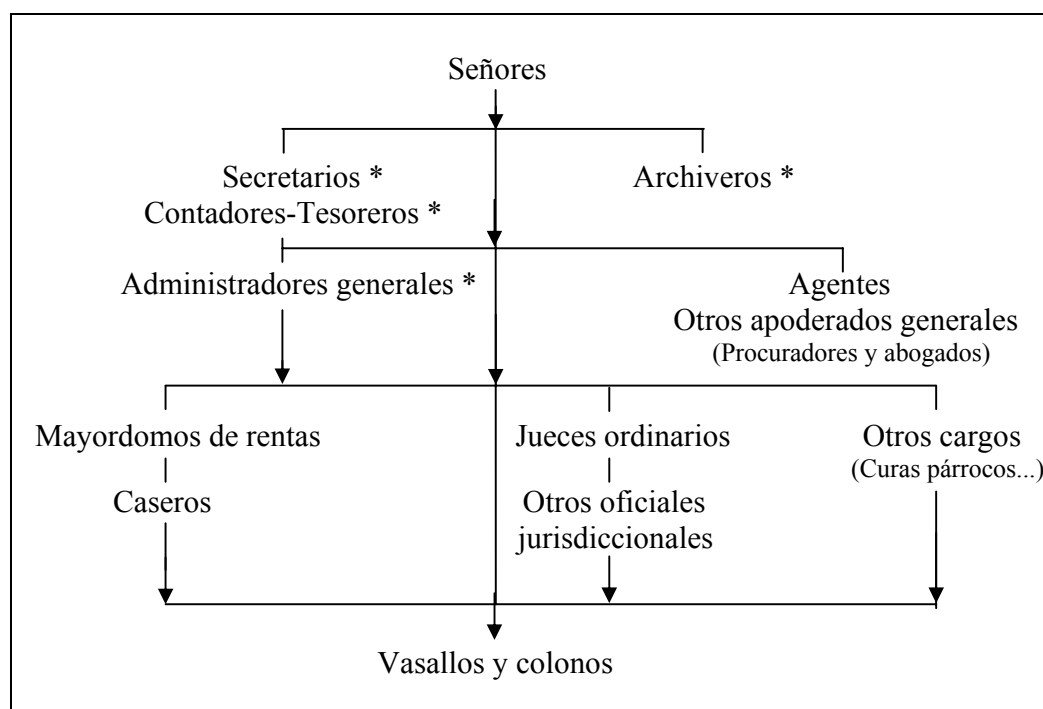 Señores
Secretarios *
Contadores-Tesoreros *
Archiveros *
Administradores generales *
Agentes
Otros apoderados generales
(Procuradores y abogados)
Mayordomos de rentas
Caseros
Jueces ordinarios
Otros oficiales
jurisdiccionales
Otros cargos
(Curas párrocos...)
Vasallos y colonos